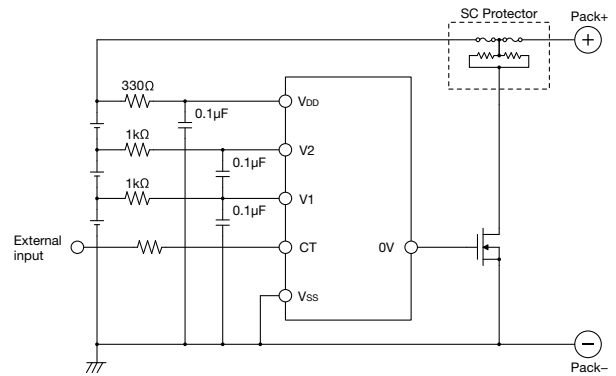 SC Protector
Pack+
330Ω
0.1µF
VDD
1kΩ
0.1µF
V2
1kΩ
0.1µF
V1
External
input
CT
0V
Vss
Pack−